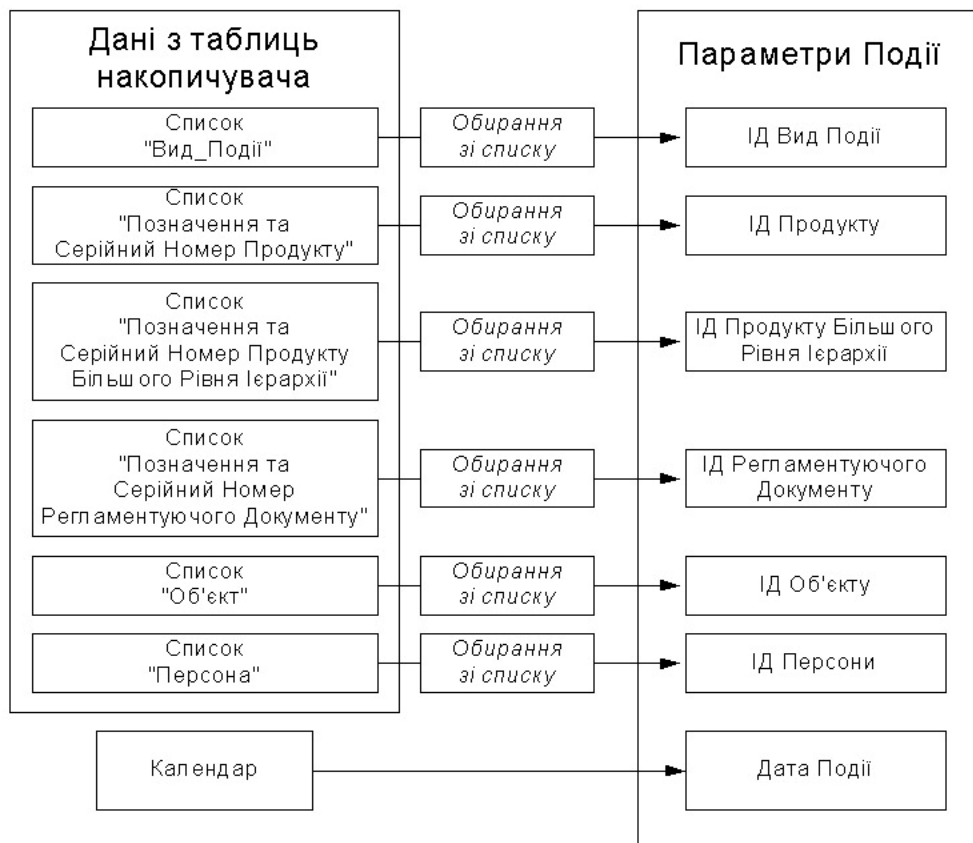 Дані з таблиць
накопичувача
Параметри Події
Список
"Вид_Події"
Обирання
зі списку
ІД Вид Події
Список
"Позначення та
Серійний Номер Продукту"
Обирання
зі списку
ІД Продукту
Список
"Позначення та
Серійний Номер Продукту
Більшого Рівня Ієрархії"
Обирання
зі списку
ІД Продукту Більшого
Рівня Ієрархії
Список
"Позначення та
Серійний Номер
Регламентуючого Документу"
Обирання
зі списку
ІД Регламентуючого
Документу
Список
"Об'єкт"
Обирання
зі списку
ІД Об'єкту
Список
"Персона"
Обирання
зі списку
ІД Персони
Календар
Дата Події